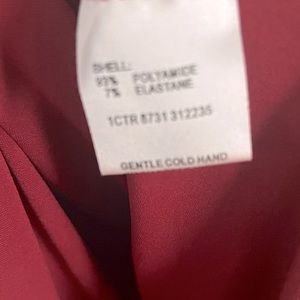 SHELL:
93% POLYAMIDE
7% ELASTANE
1CTR 8731 312235
GENTLE COLD HAND